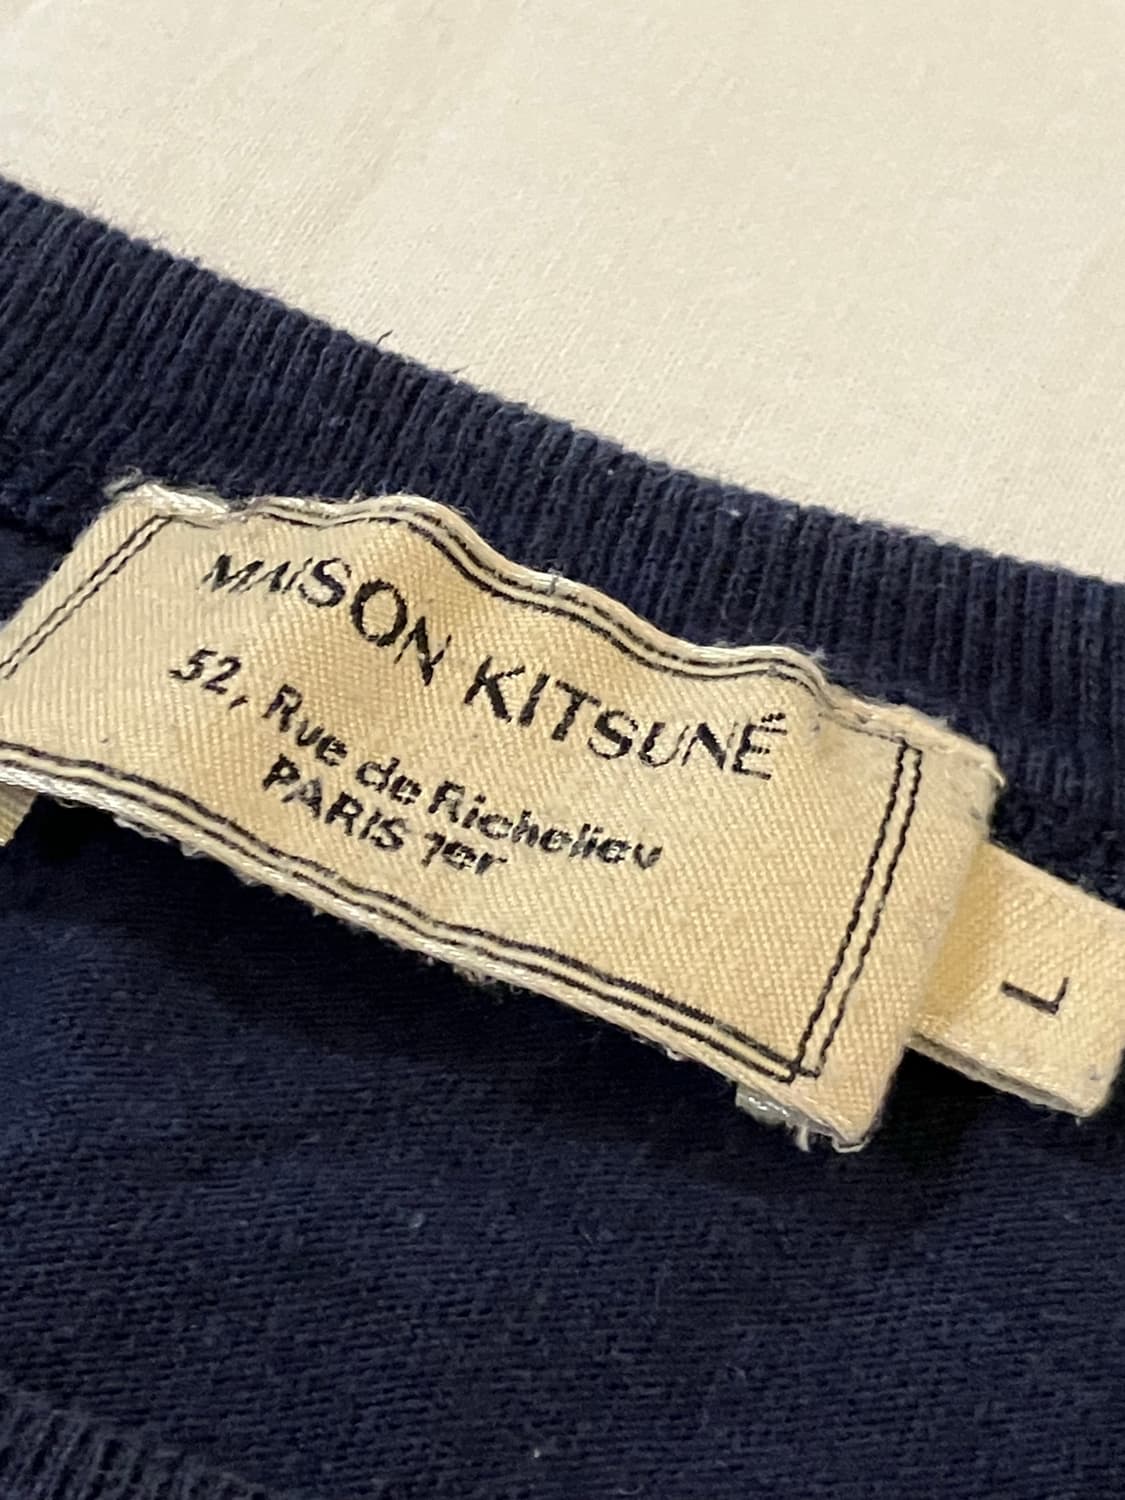 MAISON KITSUNÉ
52, Rue de Richelieu
PARIS 1er
L